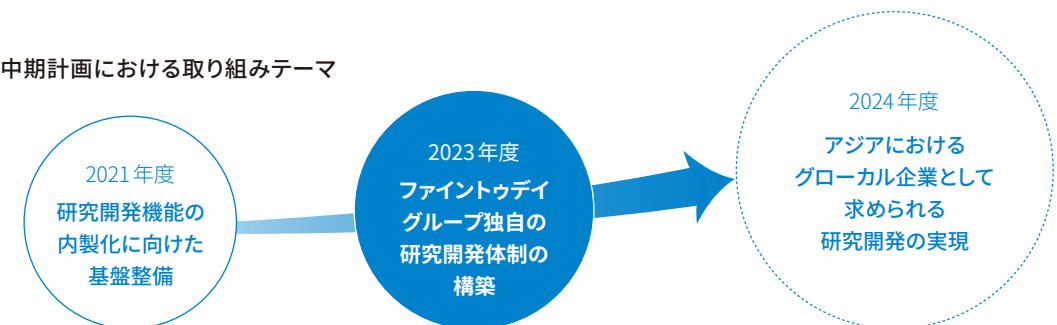 中期計画における取り組みテーマ
2021年度
研究開発機能の
内製化に向けた
基盤整備
2023年度
ファイントゥデイ
グループ独自の
研究開発体制の
構築
2024年度
アジアにおける
グローカル企業として
求められる
研究開発の実現